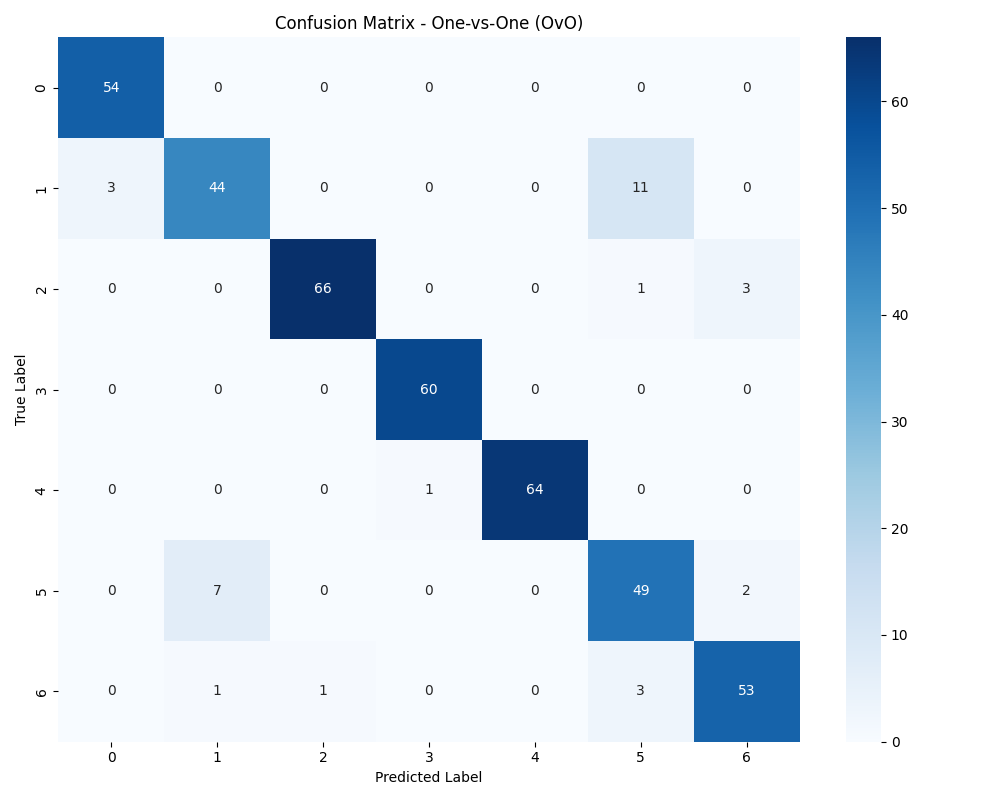 Confusion Matrix - One-vs-One (OvO)
0 54 0 0 0 0 0 0
1 3 44 0 0 0 11 0
2 0 0 66 0 0 1 3
3 0 0 0 60 0 0 0
4 0 0 0 1 64 0 0
5 0 7 0 0 0 49 2
6 0 1 1 0 0 3 53
0 1 2 3 4 5 6
True Label
Predicted Label
60
50
40
30
20
10
0